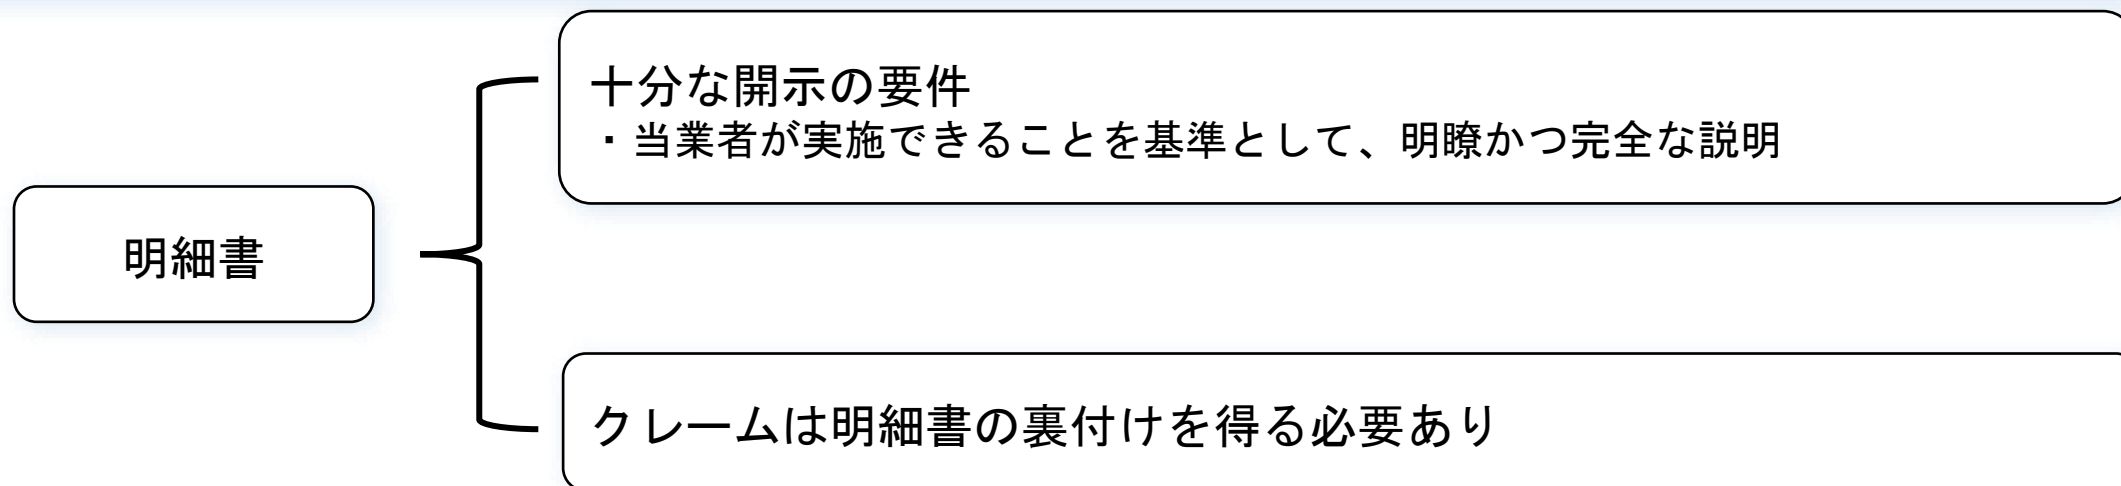 十分な開示の要件
・当業者が実施できることを基準として、明瞭かつ完全な説明
明細書
クレームは明細書の裏付けを得る必要あり